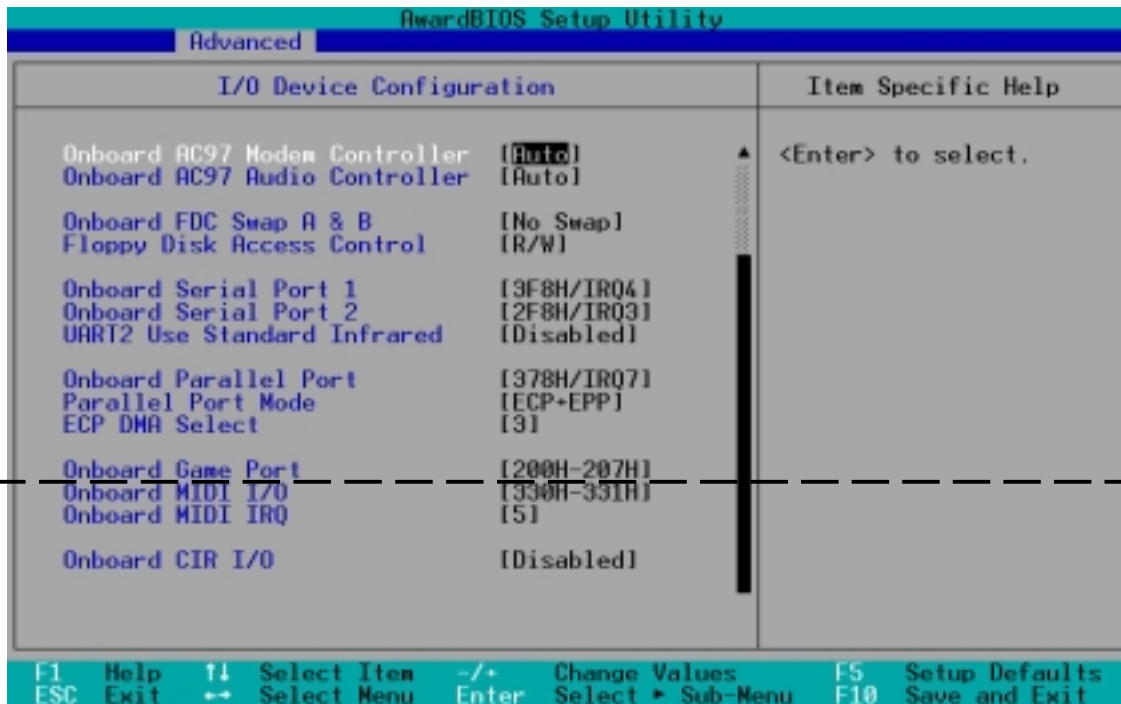 AwardBIOS Setup Utility
Advanced
I/O Device Configuration
Item Specific Help
Onboard AC97 Modem Controller [Auto]
<Enter> to select.
Onboard AC97 Audio Controller [Auto]
Onboard FDC Swap A & B [No Swap]
Floppy Disk Access Control [R/W]
Onboard Serial Port 1 [3F8H/IRQ4]
Onboard Serial Port 2 [2F8H/IRQ3]
UART2 Use Standard Infrared [Disabled]
Onboard Parallel Port [378H/IRQ7]
Parallel Port Mode [ECP+EPP]
ECP DMA Select [3]
Onboard Game Port [200H-207H]
Onboard MIDI I/O [330H-331H]
Onboard MIDI IRQ [5]
Onboard CIR I/O [Disabled]
F1 Help ↑↓ Select Item -/+ Change Values F5 Setup Defaults
ESC Exit ←→ Select Menu Enter Select ► Sub-Menu F10 Save and Exit